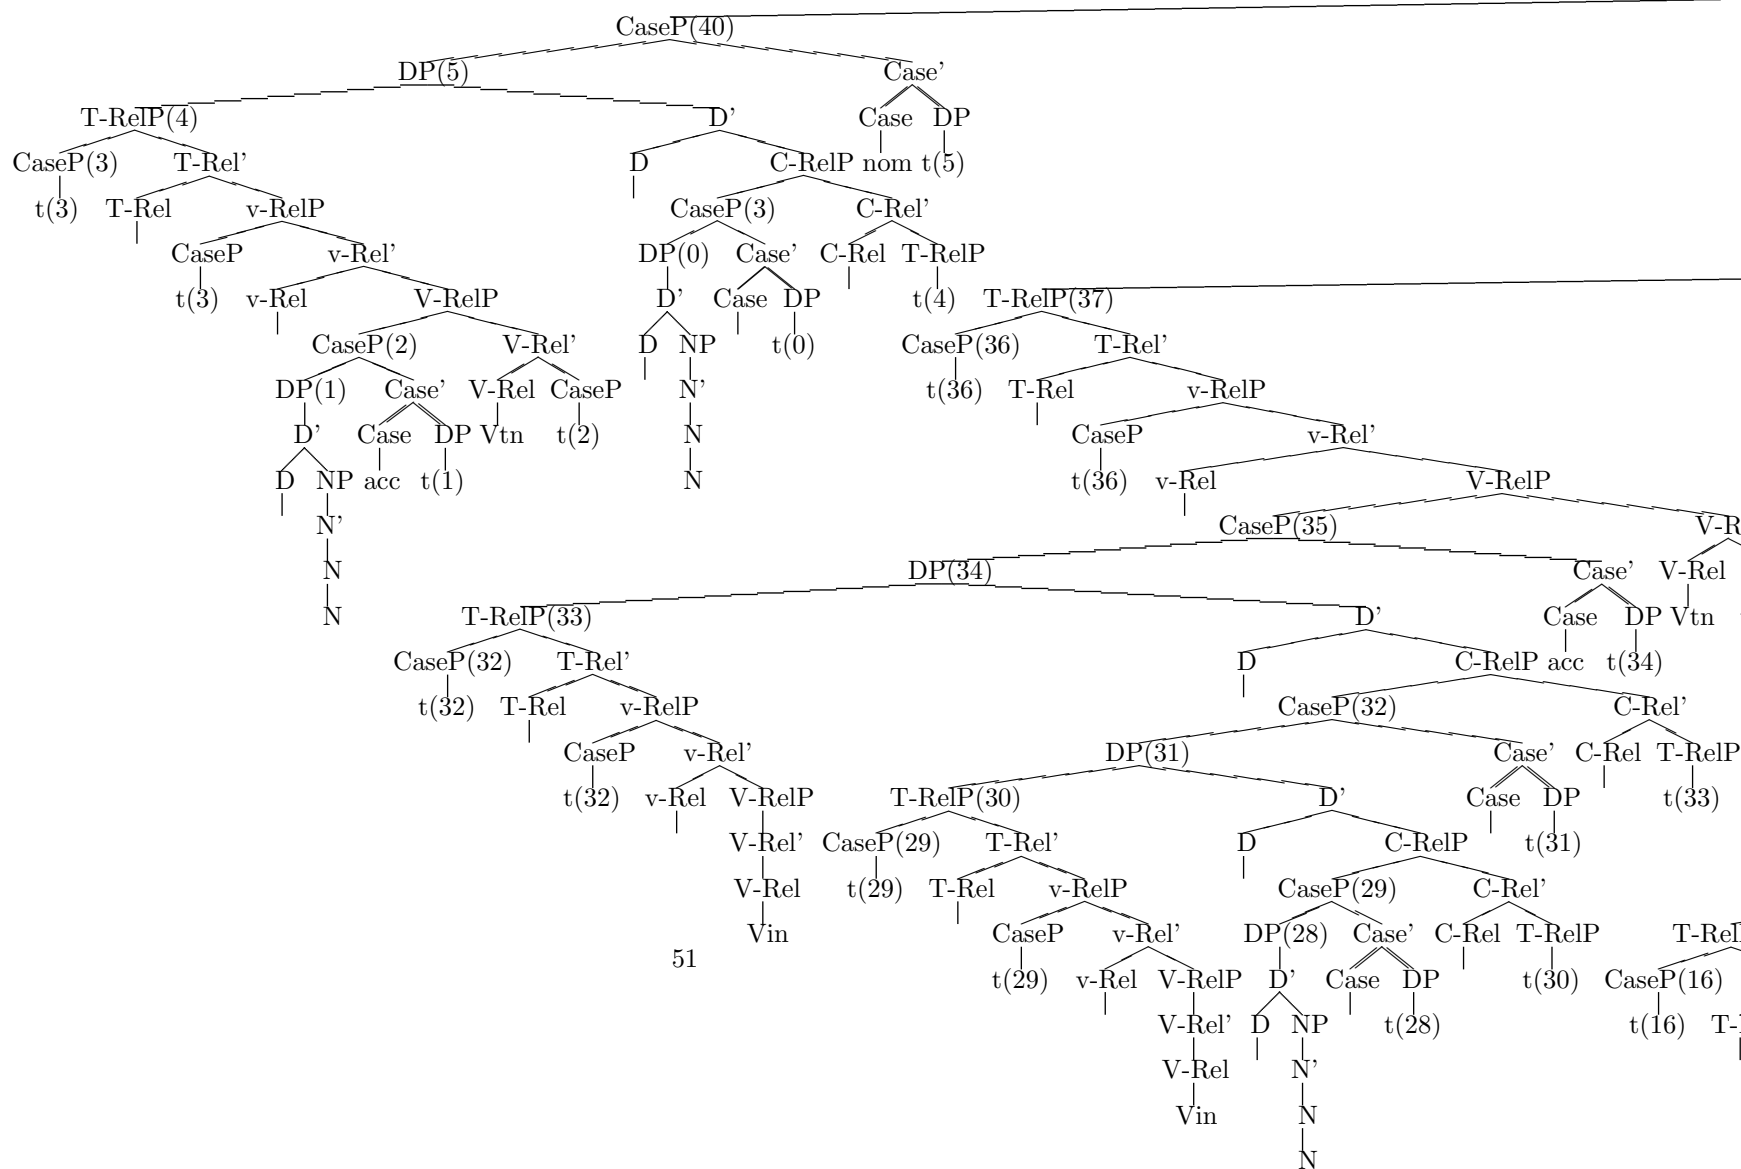 CaseP(40)
DP(5) Case’
T-RelP(4) D’ Case DP
CaseP(3) T-Rel’ D C-RelP nom t(5)
t(3) T-Rel v-RelP CaseP(3) C-Rel’
CaseP v-Rel’ DP(0) Case’ C-Rel T-RelP
t(3) v-Rel V-RelP D’ Case DP t(4) T-RelP(37)
CaseP(2) V-Rel’ D NP t(0) CaseP(36) T-Rel’
DP(1) Case’ V-Rel CaseP N’ t(36) T-Rel v-RelP
D’ Case DP Vtn t(2) N CaseP v-Rel’
D NP acc t(1) N t(36) v-Rel V-RelP
N’ CaseP(35) V-R
N DP(34) Case’ V-Rel
N T-RelP(33) D’ Case DP Vtn
CaseP(32) T-Rel’ D C-RelP acc t(34)
t(32) T-Rel v-RelP CaseP(32) C-Rel’
CaseP v-Rel’ DP(31) Case’ C-Rel T-RelP
t(32) v-Rel V-RelP T-RelP(30) D’ Case DP t(33)
V-Rel’ CaseP(29) T-Rel’ D C-RelP t(31)
V-Rel t(29) T-Rel v-RelP CaseP(29) C-Rel’
Vin CaseP v-Rel’ DP(28) Case’ C-Rel T-RelP T-Rel
51
t(29) v-Rel V-RelP D’ Case DP t(30) CaseP(16)
V-Rel’ D NP t(28) t(16) T-
V-Rel N’
Vin N
N